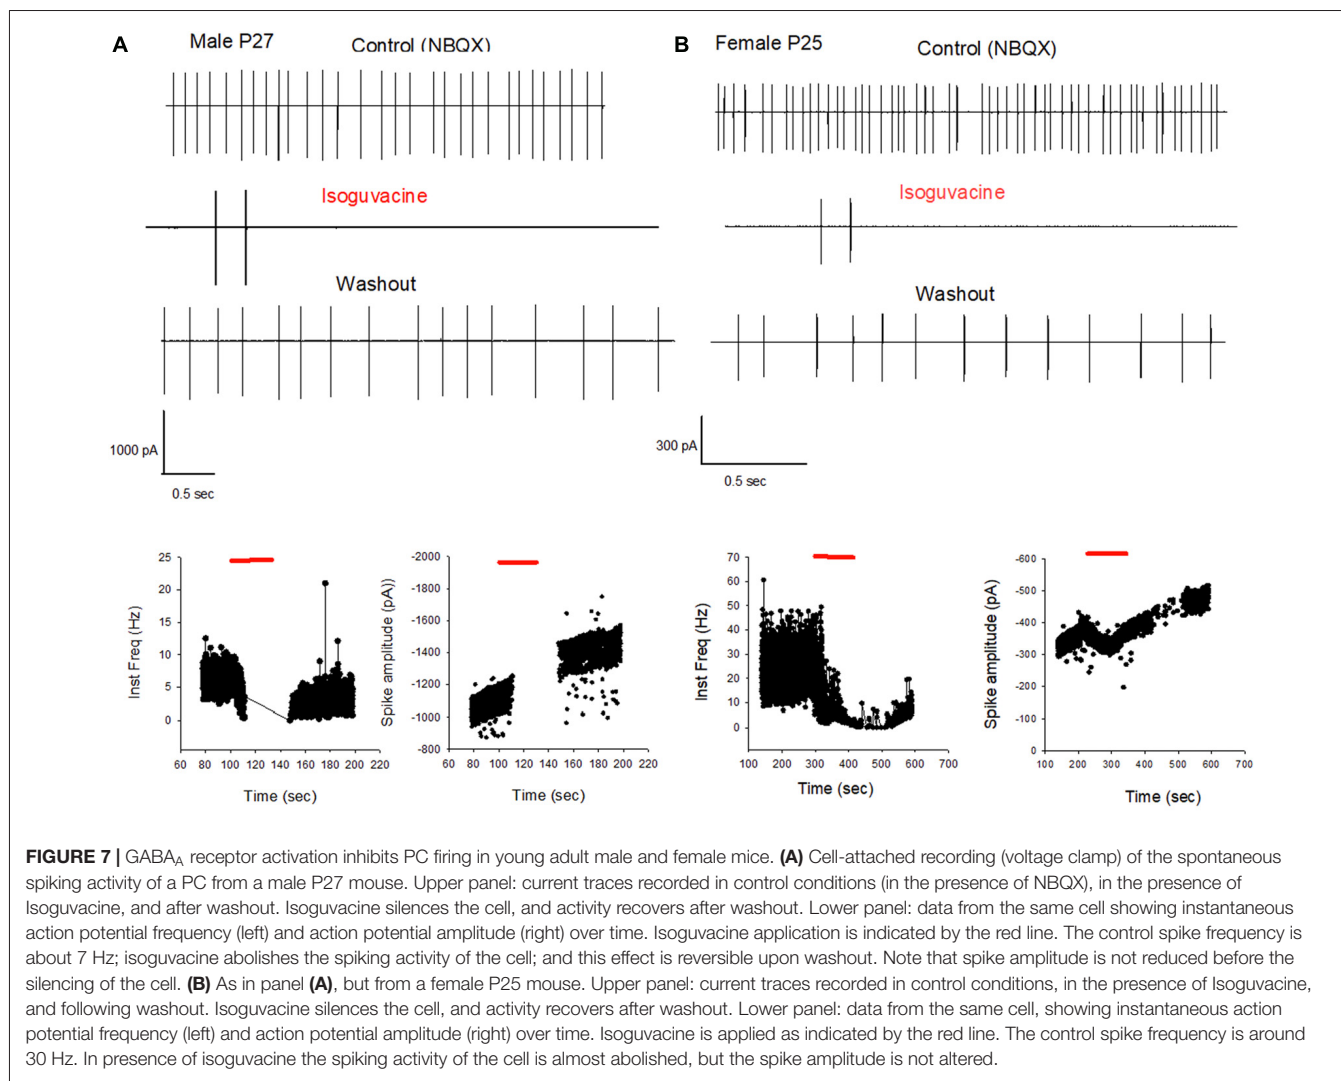 A
Male P27
Control (NBQX)
Isoguvacine
Washout
1000 pA
0.5 sec
B
Female P25
Control (NBQX)
Isoguvacine
Washout
300 pA
0.5 sec
Inst Freq (Hz)
25
20
15
10
5
0
60 80 100 120 140 160 180 200 220
Time (sec)
Spike amplitude (pA))
-2000
-1800
-1600
-1400
-1200
-1000
-800
60 80 100 120 140 160 180 200 220
Time (sec)
Inst Freq (Hz)
70
60
50
40
30
20
10
0
100 200 300 400 500 600 700
Time (sec)
Spike amplitude (pA)
-600
-500
-400
-300
-200
-100
0
100 200 300 400 500 600 700
Time (sec)
FIGURE 7 | GABAA receptor activation inhibits PC firing in young adult male and female mice. (A) Cell-attached recording (voltage clamp) of the spontaneous
spiking activity of a PC from a male P27 mouse. Upper panel: current traces recorded in control conditions (in the presence of NBQX), in the presence of
Isoguvacine, and after washout. Isoguvacine silences the cell, and activity recovers after washout. Lower panel: data from the same cell showing instantaneous
action potential frequency (left) and action potential amplitude (right) over time. Isoguvacine application is indicated by the red line. The control spike frequency is
about 7 Hz; isoguvacine abolishes the spiking activity of the cell; and this effect is reversible upon washout. Note that spike amplitude is not reduced before the
silencing of the cell. (B) As in panel (A), but from a female P25 mouse. Upper panel: current traces recorded in control conditions, in the presence of Isoguvacine,
and following washout. Isoguvacine silences the cell, and activity recovers after washout. Lower panel: data from the same cell, showing instantaneous action
potential frequency (left) and action potential amplitude (right) over time. Isoguvacine is applied as indicated by the red line. The control spike frequency is around
30 Hz. In presence of isoguvacine the spiking activity of the cell is almost abolished, but the spike amplitude is not altered.